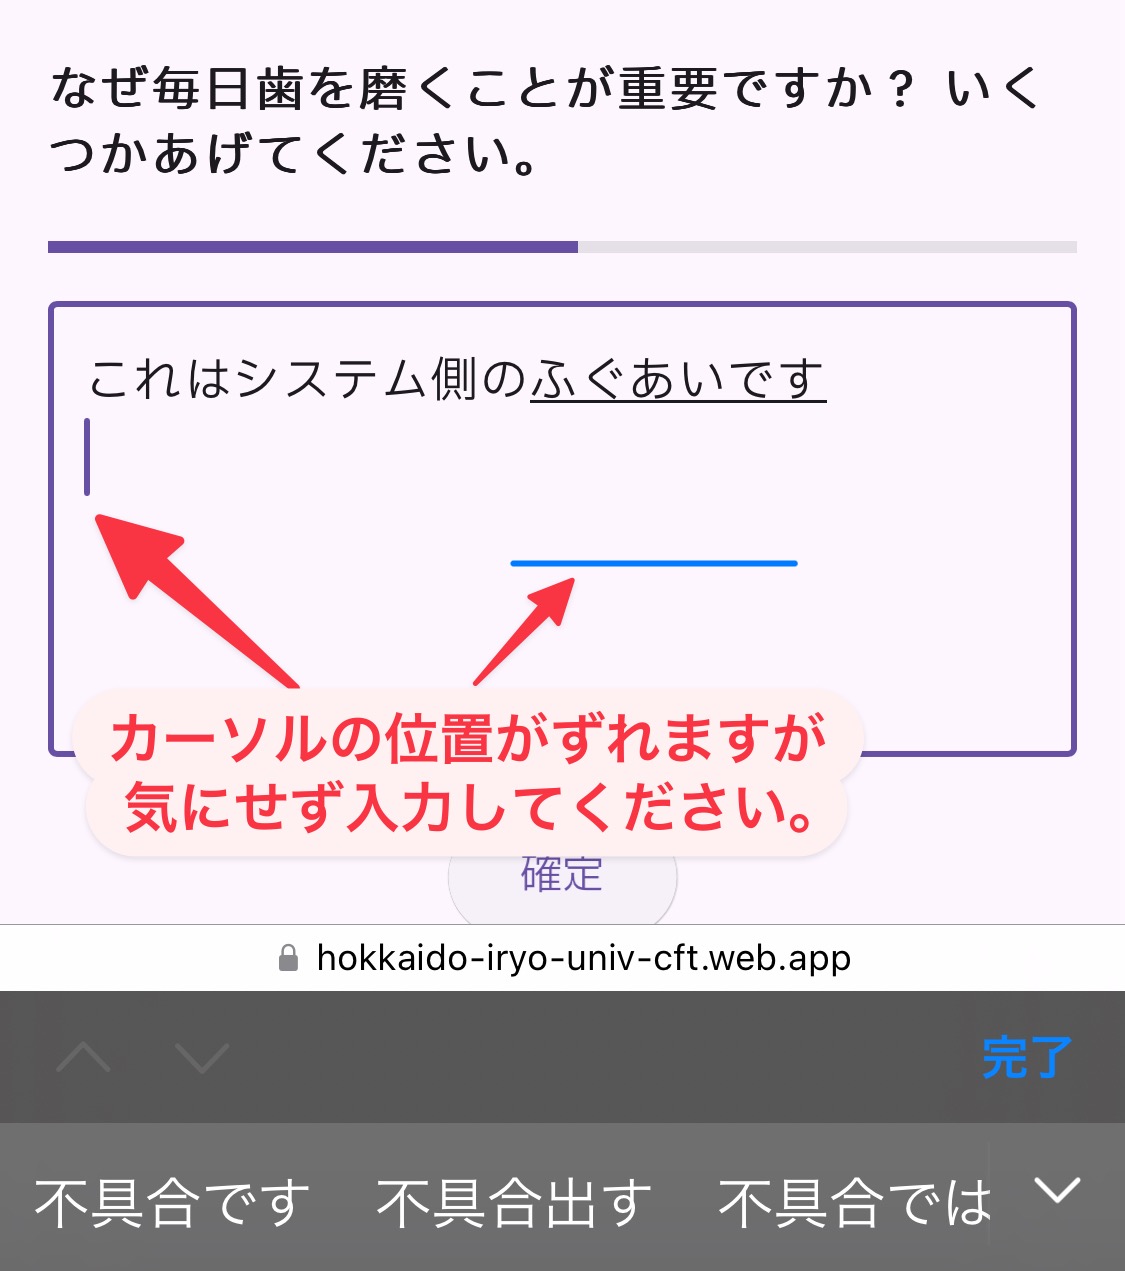 なぜ毎日歯を磨くことが重要ですか？ いく
つかあげてください。
これはシステム側のふぐあいです
カーソルの位置がずれますが
気にせず入力してください。
確定
hokkaido-iryo-univ-cft.web.app
完了
不具合です 不具合出す 不具合では